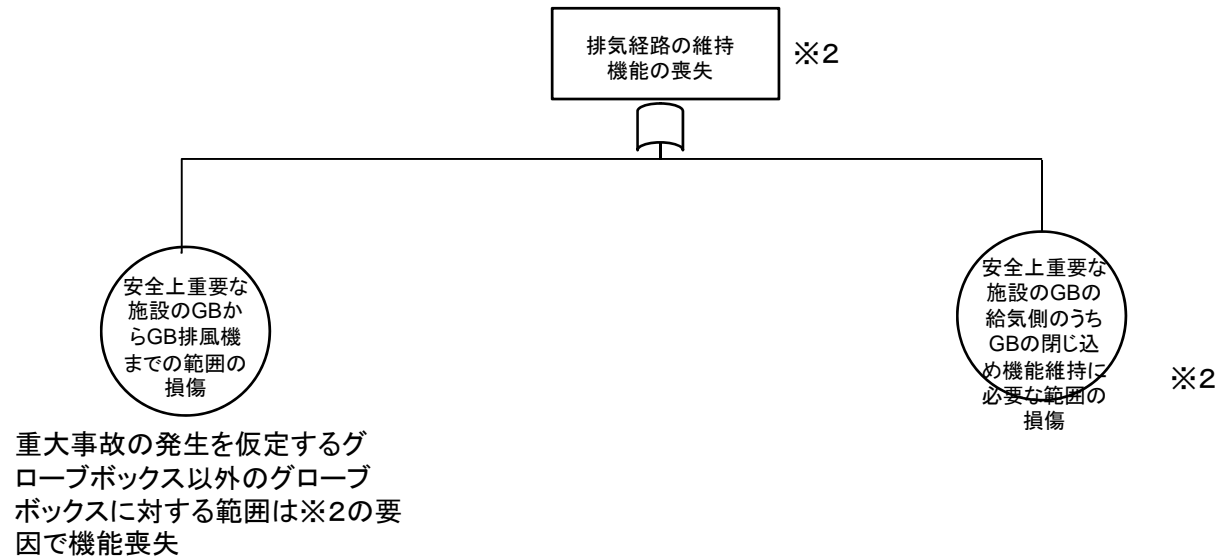 排気経路の維持
機能の喪失
※2
安全上重要な
施設のGBか
らGB排風機
までの範囲の
損傷
安全上重要な
施設のGBの
給気側のうち
GBの閉じ込
め機能維持に
必要な範囲の
損傷
※2
重大事故の発生を仮定するグ
ローブボックス以外のグローブ
ボックスに対する範囲は※2の要
因で機能喪失